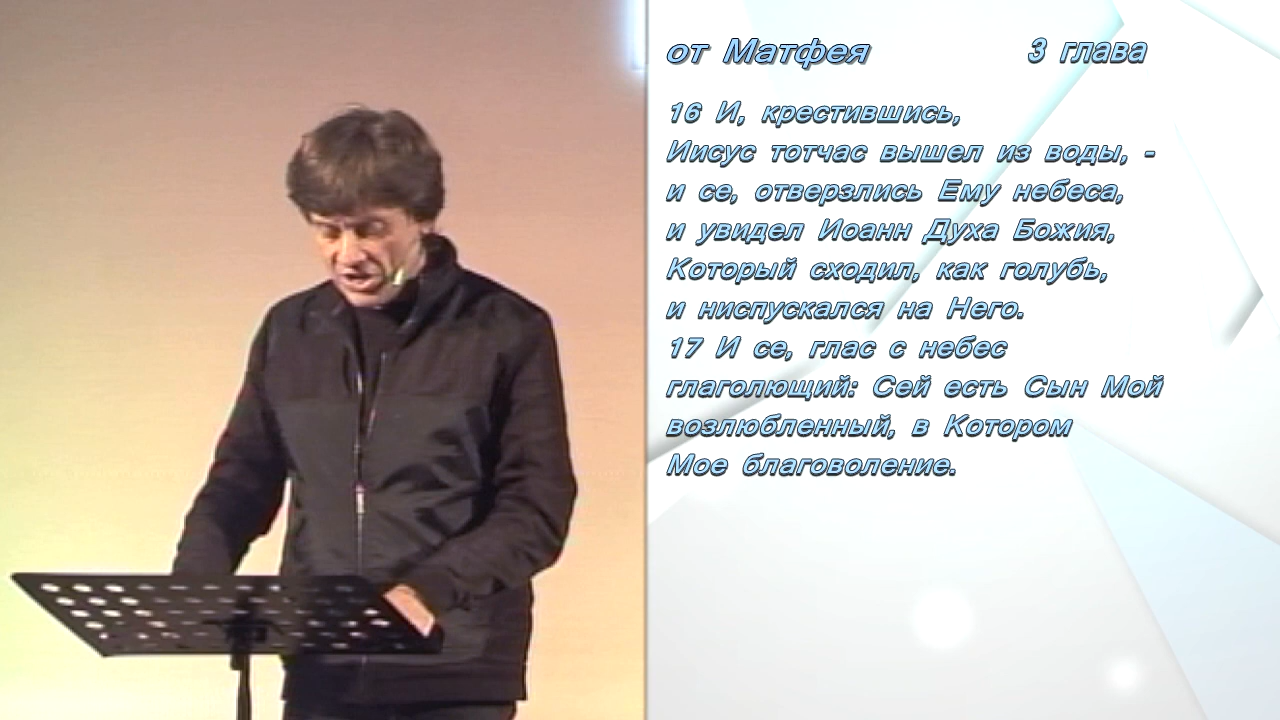 от Матфея 3 глава
16 И, крестившись,
Иисус тотчас вышел из воды, -
и се, отверзлись Ему небеса,
и увидел Иоанн Духа Божия,
Который сходил, как голубь,
и ниспускался на Него.
17 И се, глас с небес
глаголющий: Сей есть Сын Мой
возлюбленный, в Котором
Мое благоволение.